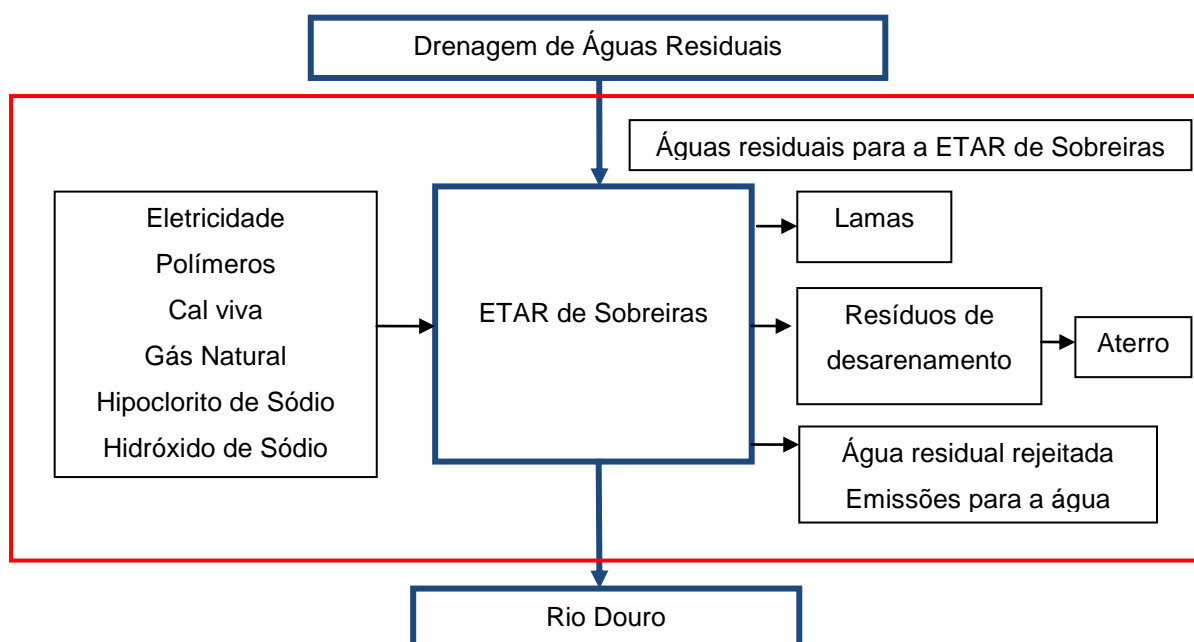 Drenagem de Águas Residuais
Águas residuais para a ETAR de Sobreiras
Eletricidade
Polímeros
Cal viva
Gás Natural
Hipoclorito de Sódio
Hidróxido de Sódio
ETAR de Sobreiras
Lamas
Resíduos de
desarenamento
Aterro
Água residual rejeitada
Emissões para a água
Rio Douro